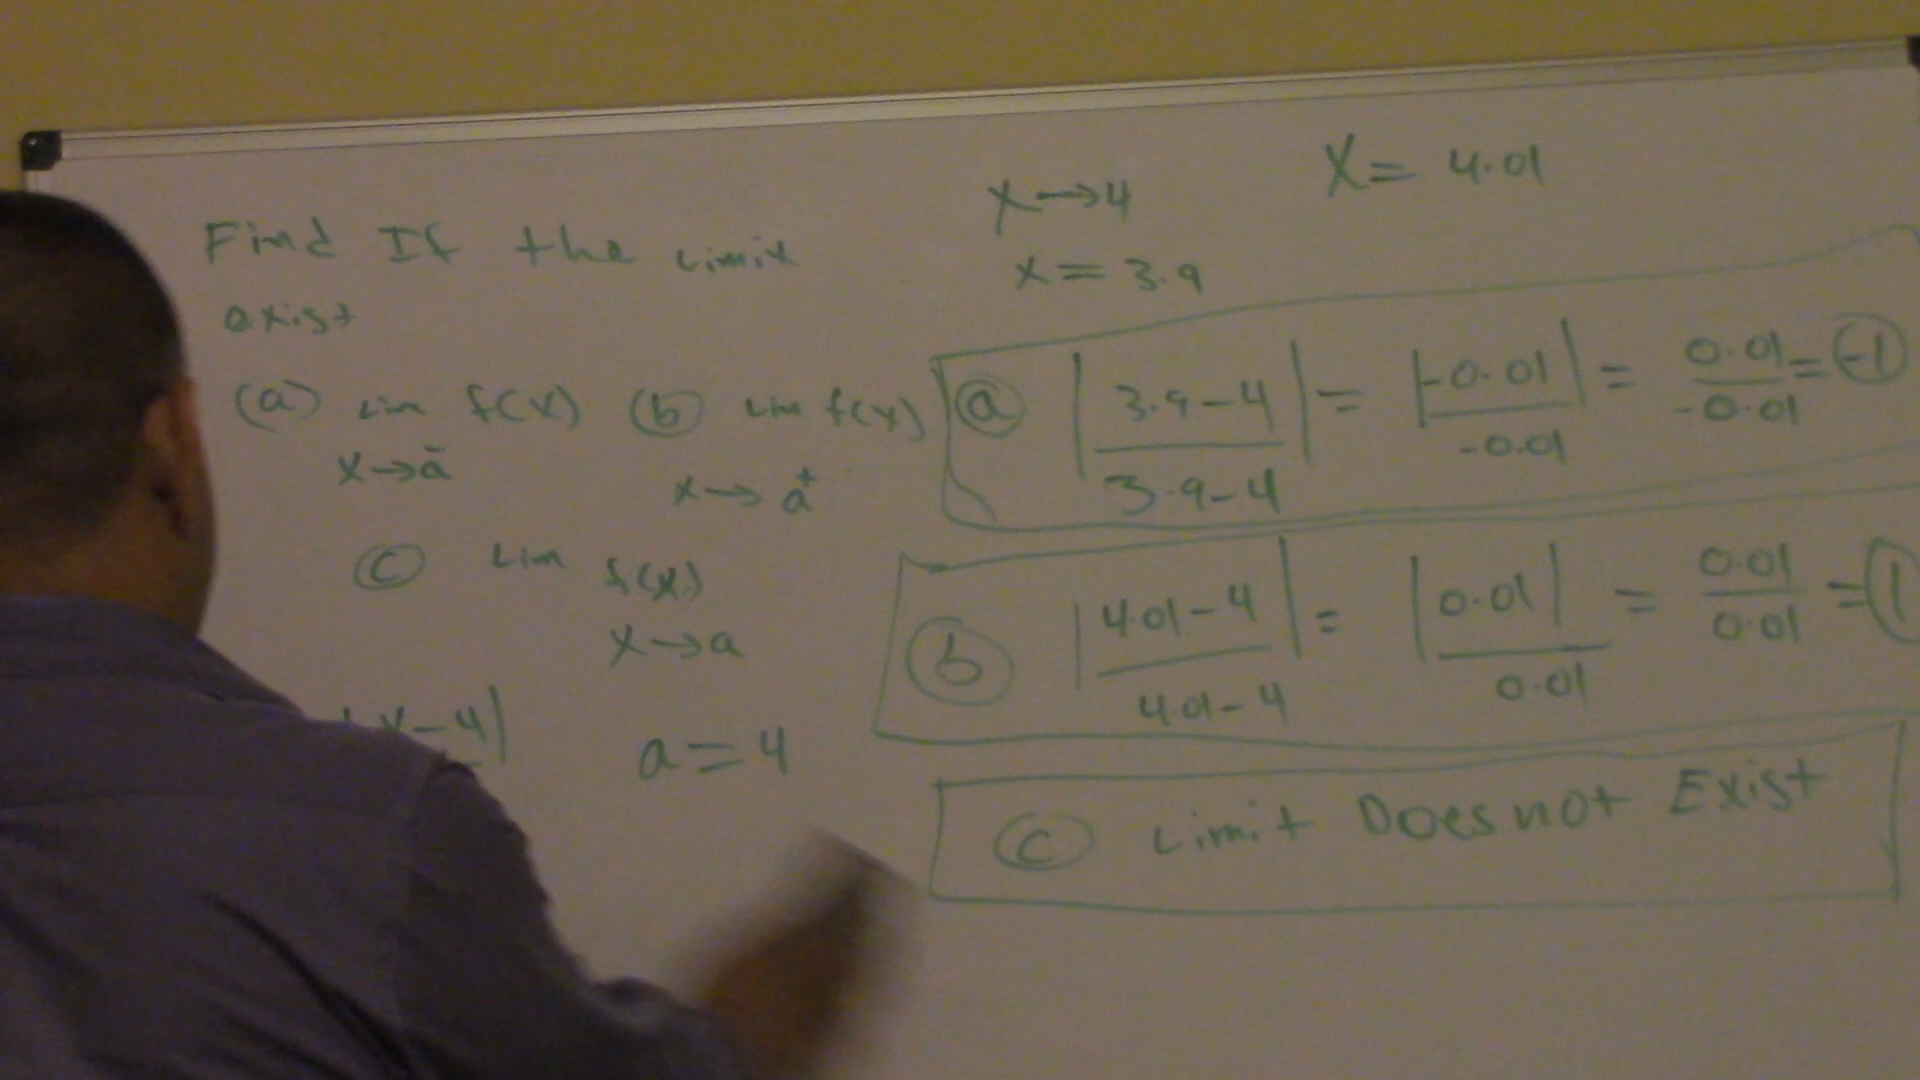 Find If the Limit
exist
(a) Lim f(x) (b) Lim f(x)
x→a⁻
x→a⁺
(c) Lim f(x)
x→a
x-4|
a=4
x→4
x=3.9
X=4.01
(a) |3.9-4| = |-0.01| = 0.01 = -1
3.9-4
-0.01
-0.01
(b) |4.01-4| = |0.01| = 0.01 = 1
4.01-4
0.01
0.01
(c) Limit Does not Exist